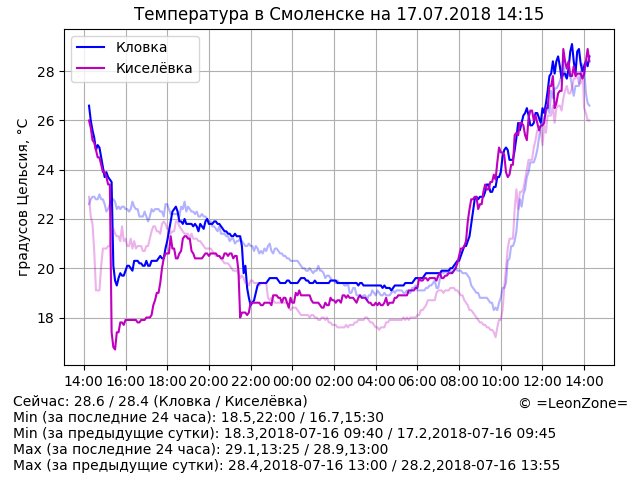 Температура в Смоленске на 17.07.2018 14:15
Кловка
Киселёвка
градусов Цельсия, °C
28
26
24
22
20
18
14:00 16:00 18:00 20:00 22:00 00:00 02:00 04:00 06:00 08:00 10:00 12:00 14:00
Сейчас: 28.6 / 28.4 (Кловка / Киселёвка)
© =LeonZone=
Min (за последние 24 часа): 18.5,22:00 / 16.7,15:30
Min (за предыдущие сутки): 18.3,2018-07-16 09:40 / 17.2,2018-07-16 09:45
Max (за последние 24 часа): 29.1,13:25 / 28.9,13:00
Max (за предыдущие сутки): 28.4,2018-07-16 13:00 / 28.2,2018-07-16 13:55